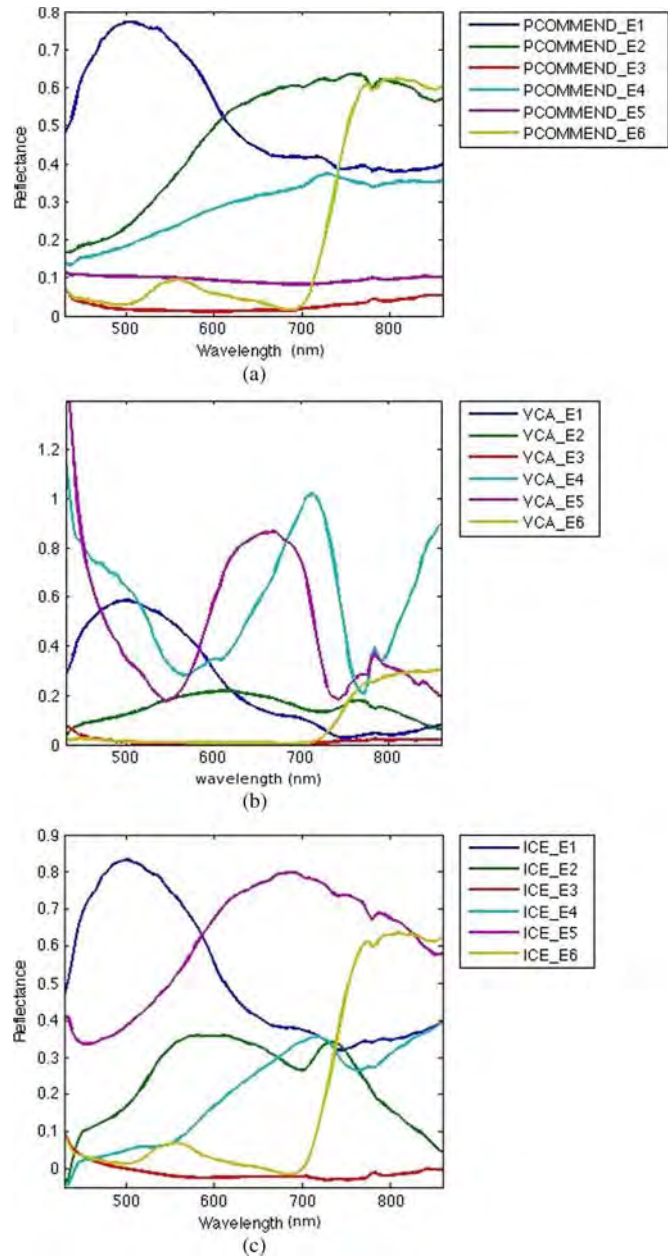 0.8
0.7
0.6
0.5
0.4
0.3
0.2
0.1
0
Reflectance
500 600 700 800
Wavelength (nm)
PCOMMEND_E1
PCOMMEND_E2
PCOMMEND_E3
PCOMMEND_E4
PCOMMEND_E5
PCOMMEND_E6
(a)
1.2
1
0.8
0.6
0.4
0.2
0
500 600 700 800
wavelength (nm)
VCA_E1
VCA_E2
VCA_E3
VCA_E4
VCA_E5
VCA_E6
(b)
0.9
0.8
0.7
0.6
0.5
0.4
0.3
0.2
0.1
0
Reflectance
500 600 700 800
Wavelength (nm)
ICE_E1
ICE_E2
ICE_E3
ICE_E4
ICE_E5
ICE_E6
(c)